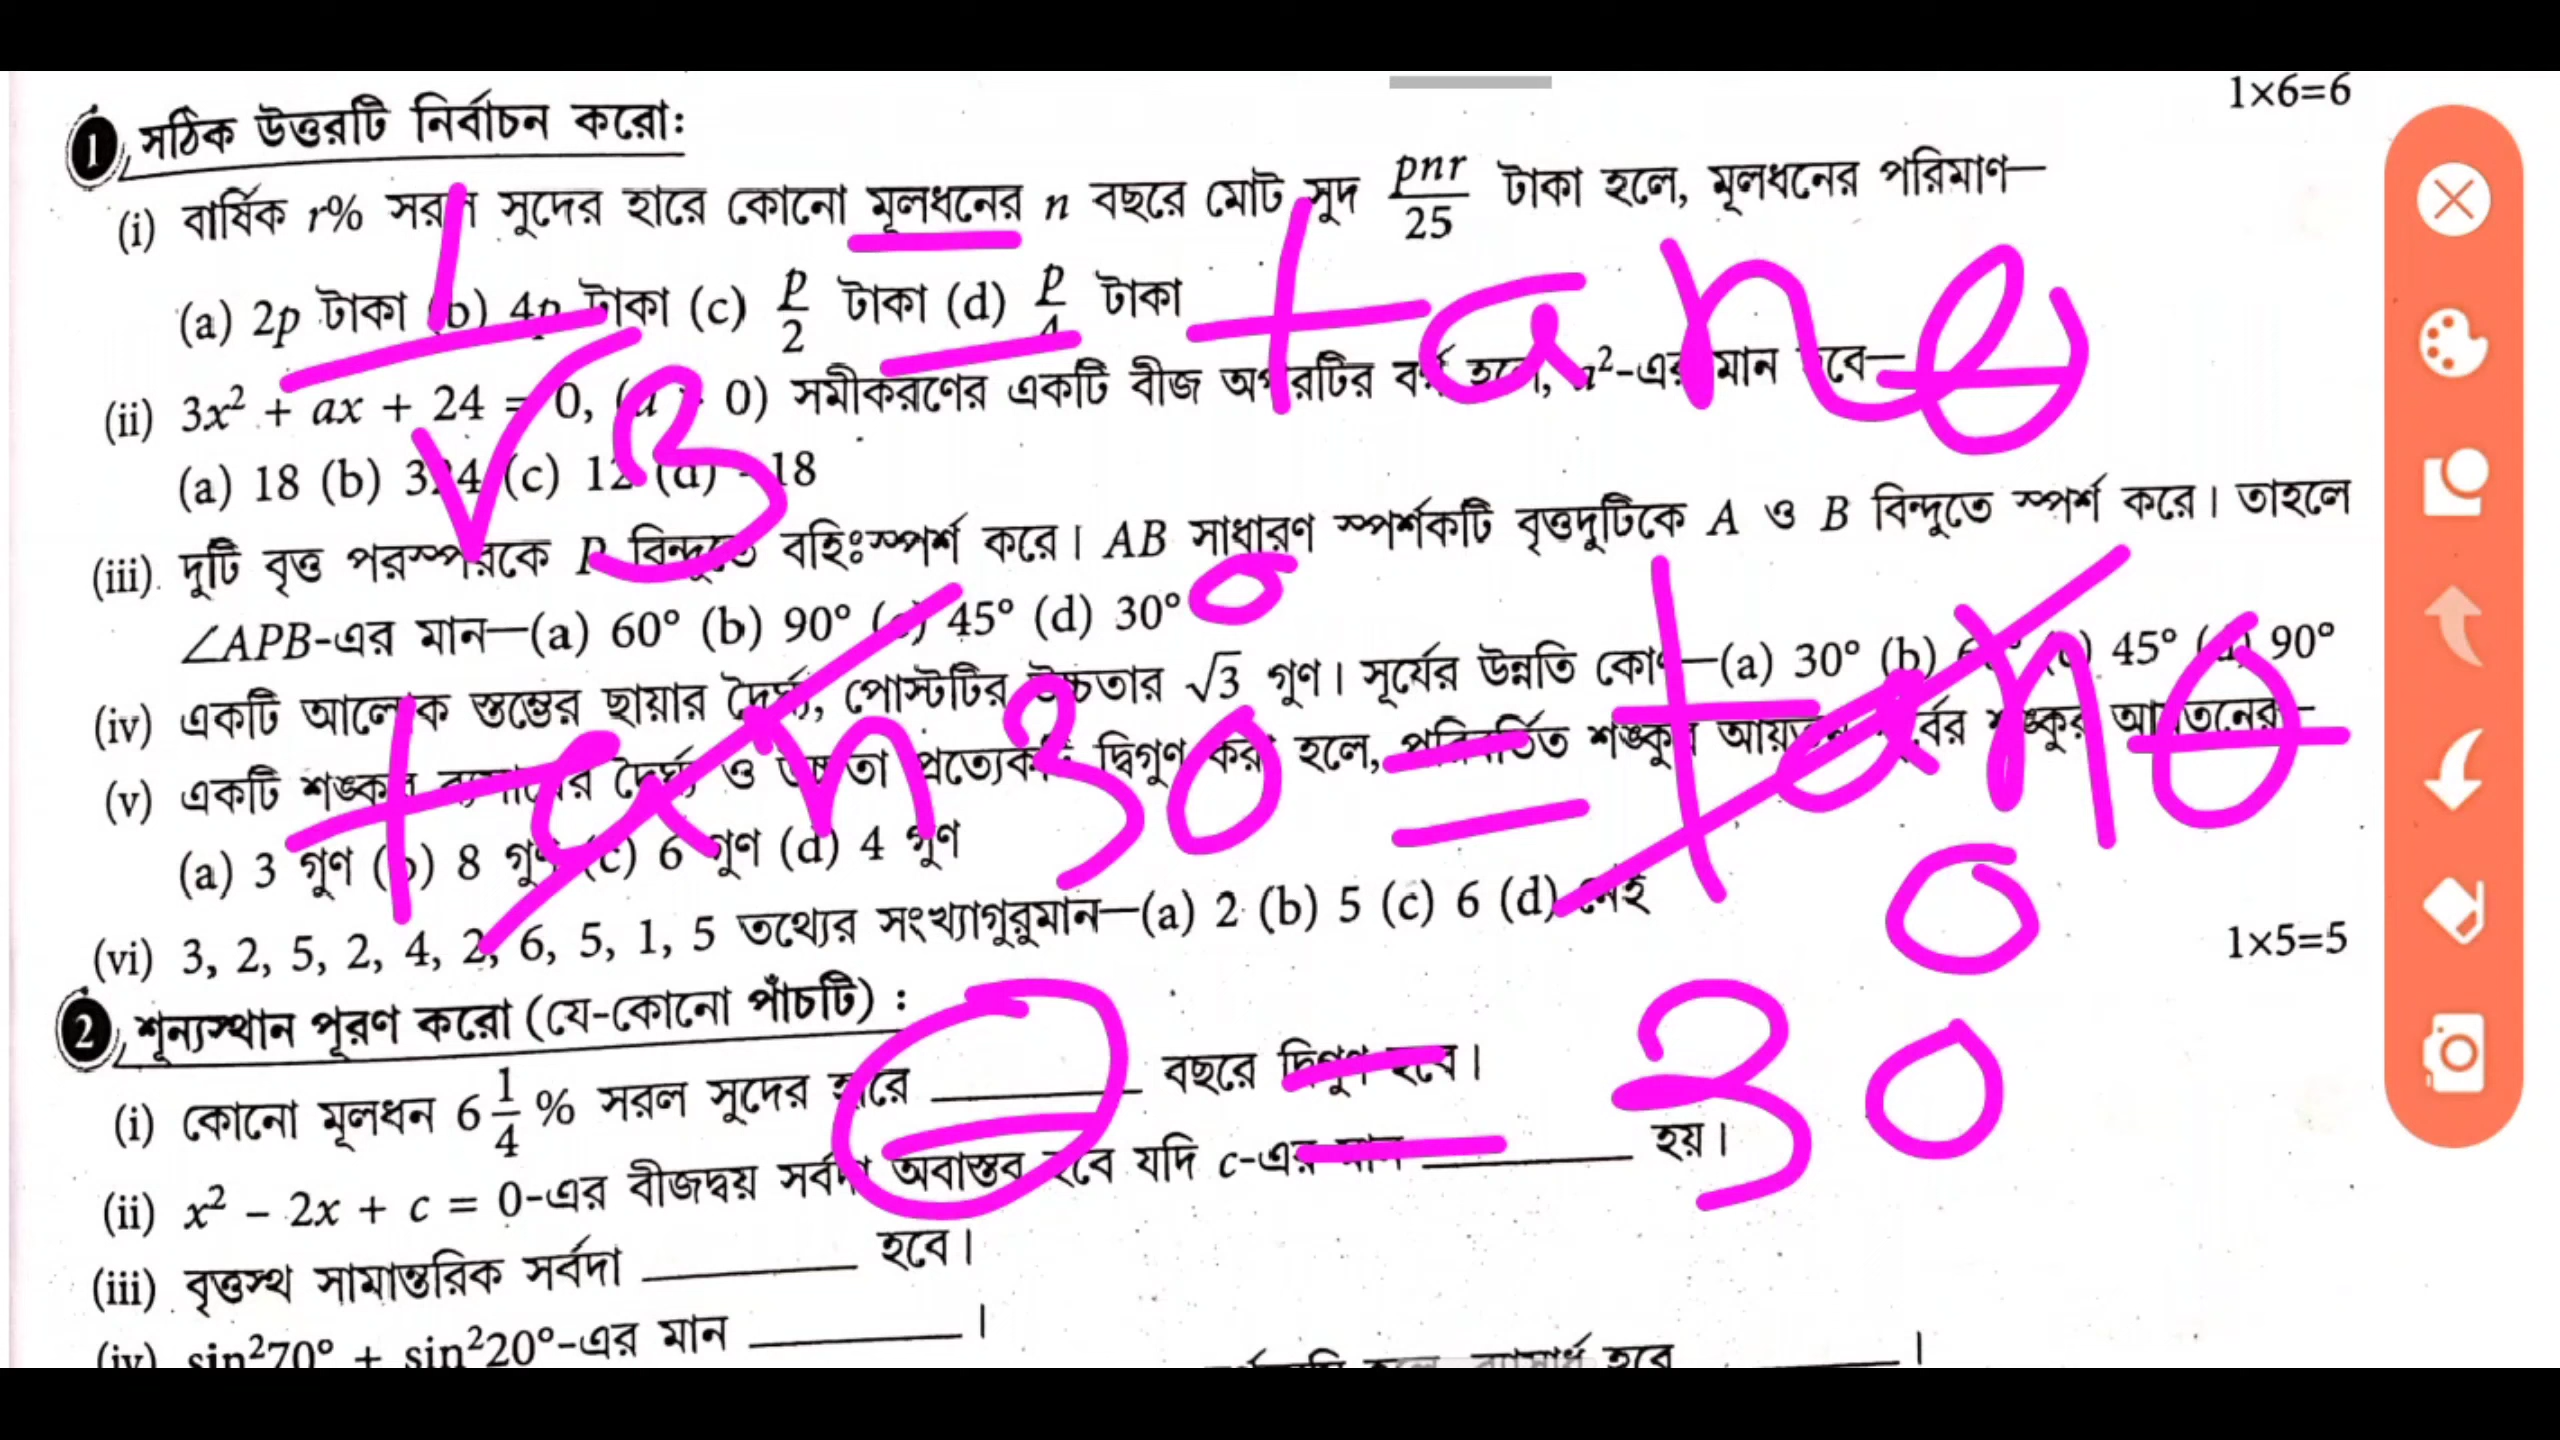 1×6=6
1 সঠিক উত্তরটি নির্বাচন করো:
(i) বার্ষিক r% সরল সুদের হারে কোনো মূলধনের n বছরে মোট সুদ pnr/25 টাকা হলে, মূলধনের পরিমাণ—
(a) 2p টাকা (b) 4p টাকা (c) p/2 টাকা (d) p/4 টাকা
(ii) 3x² + ax + 24 = 0, ( 0) সমীকরণের একটি বীজ অপরটির বর্গ হলে, a²-এর মান হবে—
(a) 18 (b) 324 (c) 12 (d) -18
(iii) দুটি বৃত্ত পরস্পরকে P বিন্দুতে বহিঃস্পর্শ করে। AB সাধারণ স্পর্শকটি বৃত্তদুটিকে A ও B বিন্দুতে স্পর্শ করে। তাহলে
∠APB-এর মান—(a) 60° (b) 90° (c) 45° (d) 30°
(iv) একটি আলোক স্তম্ভের ছায়ার দৈর্ঘ্য, পোস্টটির উচ্চতার √3 গুণ। সূর্যের উন্নতি কোণ—(a) 30° (b) 60° (c) 45° (d) 90°
(v) একটি শঙ্কুর ব্যাসার্ধের দৈর্ঘ্য ও উচ্চতা প্রত্যেকটি দ্বিগুণ করা হলে, পরিবর্তিত শঙ্কুর আয়তন পূর্বের শঙ্কুর আয়তনের—
(a) 3 গুণ (b) 8 গুণ (c) 6 গুণ (d) 4 গুণ
(vi) 3, 2, 5, 2, 4, 2, 6, 5, 1, 5 তথ্যের সংখ্যাগুরুমান—(a) 2 (b) 5 (c) 6 (d) নেই
1×5=5
2 শূন্যস্থান পূরণ করো (যে-কোনো পাঁচটি) :
(i) কোনো মূলধন 6 1/4 % সরল সুদের হারে ______ বছরে দ্বিগুণ হবে।
(ii) x² – 2x + c = 0-এর বীজদ্বয় সর্বদা অবাস্তব হবে যদি c-এর মান ______ হয়।
(iii) বৃত্তস্থ সামান্তরিক সর্বদা ______ হবে।
(iv) sin²70° + sin²20°-এর মান ______ ।
1/√3 tanθ
tan30° = tanθ
θ = 30°